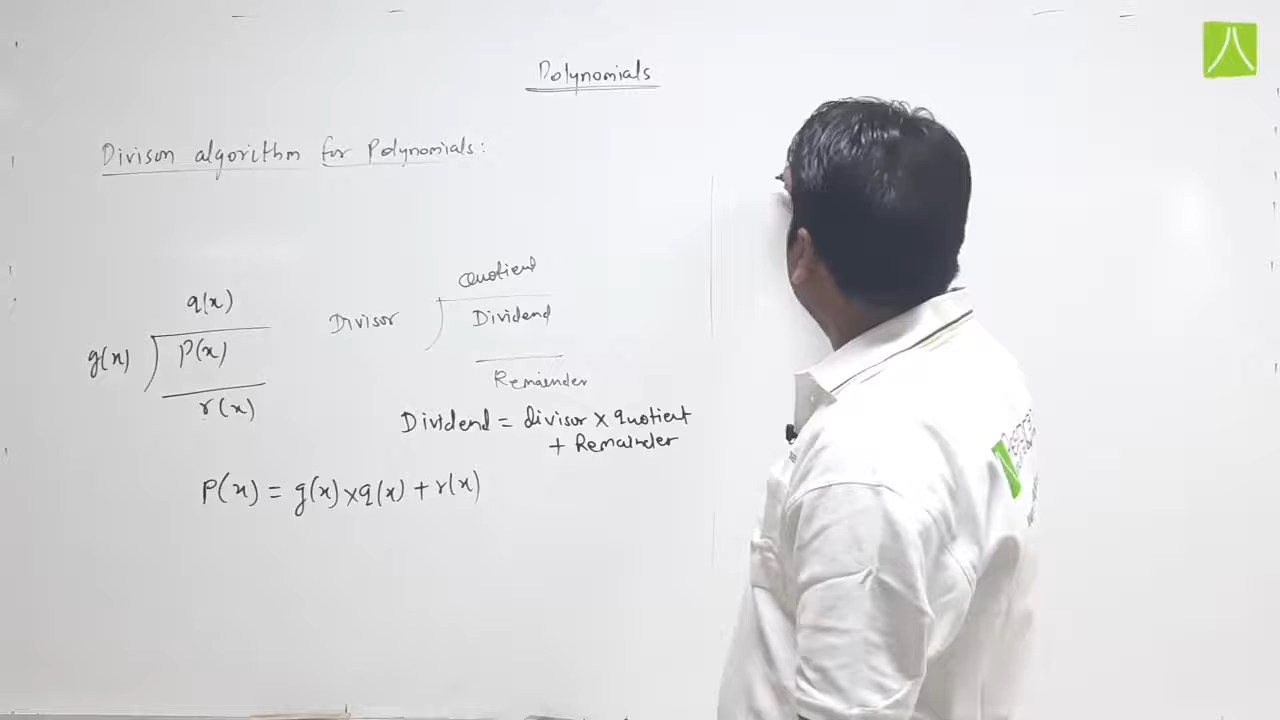 Polynomials
Divison algorithm for Polynomials:
q(x)
g(x) ) P(x)
r(x)
Quotient
Divisor ) Dividend
Remainder
Dividend = divisor × quotient
+ Remainder
P(x) = g(x) × q(x) + r(x)